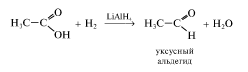 H₃C—C(=O)OH + H₂ —LiAlH₄→ H₃C—C(=O)H + H₂O
уксусный
альдегид